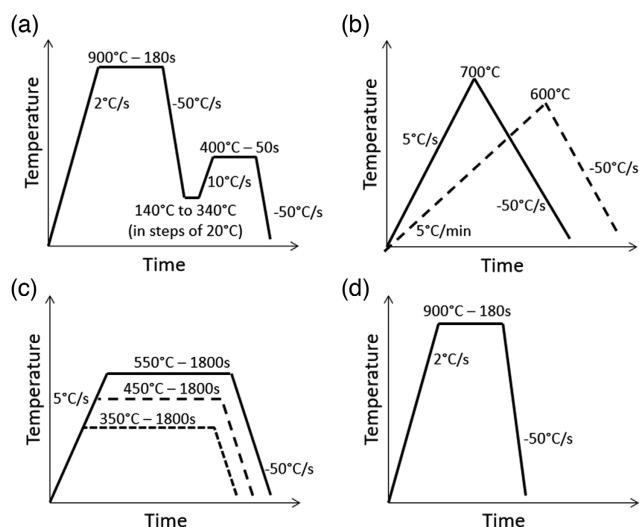 (a)
900°C – 180s
2°C/s
-50°C/s
400°C – 50s
10°C/s
140°C to 340°C
(in steps of 20°C)
-50°C/s
Temperature
Time
(b)
700°C
600°C
5°C/s
-50°C/s
-50°C/s
5°C/min
Temperature
Time
(c)
550°C – 1800s
5°C/s
450°C – 1800s
350°C – 1800s
-50°C/s
Temperature
Time
(d)
900°C – 180s
2°C/s
-50°C/s
Temperature
Time